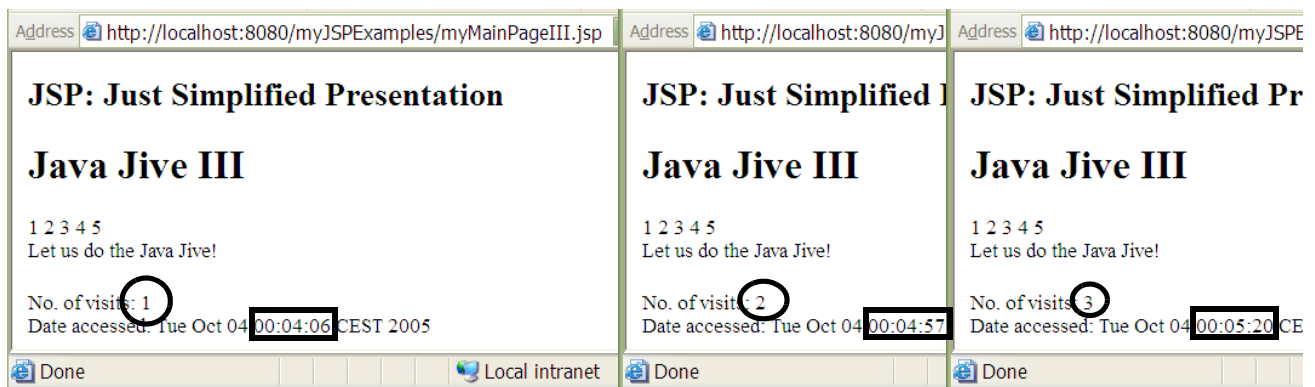 Address http://localhost:8080/myJSPExamples/myMainPageIII.jsp
JSP: Just Simplified Presentation
Java Jive III
1 2 3 4 5
Let us do the Java Jive!
No. of visits: 1
Date accessed: Tue Oct 04 00:04:06 CEST 2005
Done
Local intranet
Address http://localhost:8080/myJ
JSP: Just Simplified
Java Jive III
1 2 3 4 5
Let us do the Java Jive!
No. of visits: 2
Date accessed: Tue Oct 04 00:04:57
Done
Address http://localhost:8080/myJSPE
JSP: Just Simplified Pr
Java Jive III
1 2 3 4 5
Let us do the Java Jive!
No. of visits: 3
Date accessed: Tue Oct 04 00:05:20 CE
Done